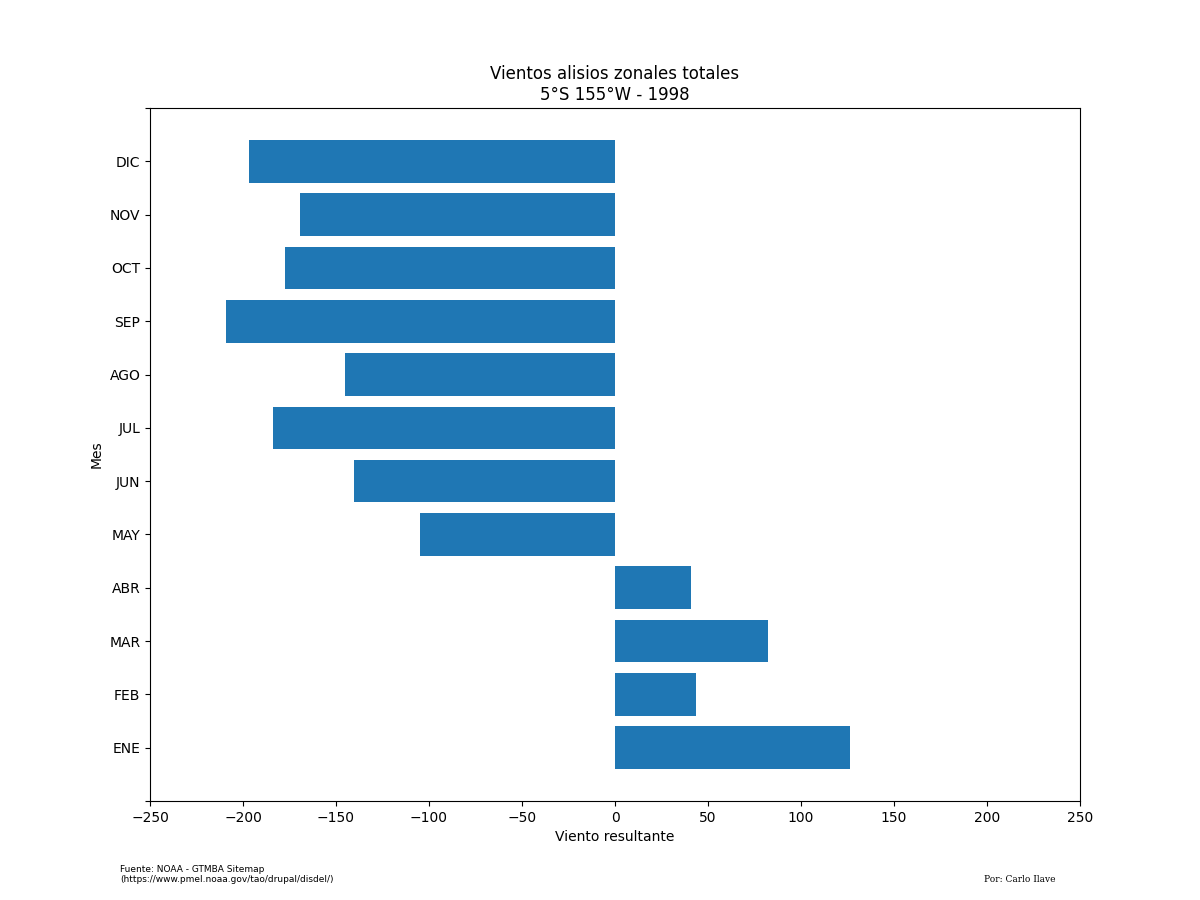 Vientos alisios zonales totales
5°S 155°W - 1998
DIC
NOV
OCT
SEP
AGO
JUL
JUN
MAY
ABR
MAR
FEB
ENE
Mes
−250 −200 −150 −100 −50 0 50 100 150 200 250
Viento resultante
Fuente: NOAA - GTMBA Sitemap
(https://www.pmel.noaa.gov/tao/drupal/disdel/)
Por: Carlo Ilave